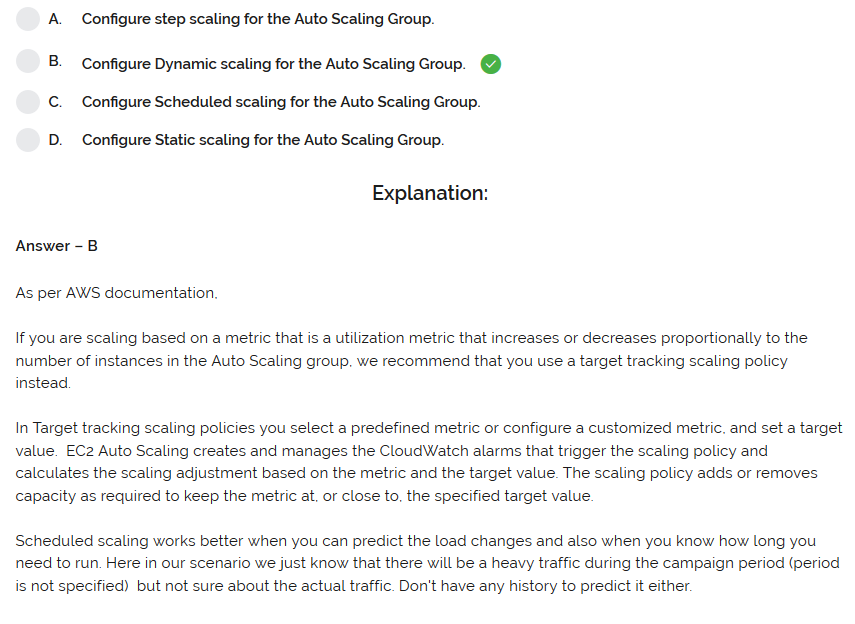 A. Configure step scaling for the Auto Scaling Group.
B. Configure Dynamic scaling for the Auto Scaling Group.
C. Configure Scheduled scaling for the Auto Scaling Group.
D. Configure Static scaling for the Auto Scaling Group.
Explanation:
Answer – B
As per AWS documentation,
If you are scaling based on a metric that is a utilization metric that increases or decreases proportionally to the
number of instances in the Auto Scaling group, we recommend that you use a target tracking scaling policy
instead.
In Target tracking scaling policies you select a predefined metric or configure a customized metric, and set a target
value. EC2 Auto Scaling creates and manages the CloudWatch alarms that trigger the scaling policy and
calculates the scaling adjustment based on the metric and the target value. The scaling policy adds or removes
capacity as required to keep the metric at, or close to, the specified target value.
Scheduled scaling works better when you can predict the load changes and also when you know how long you
need to run. Here in our scenario we just know that there will be a heavy traffic during the campaign period (period
is not specified) but not sure about the actual traffic. Don't have any history to predict it either.